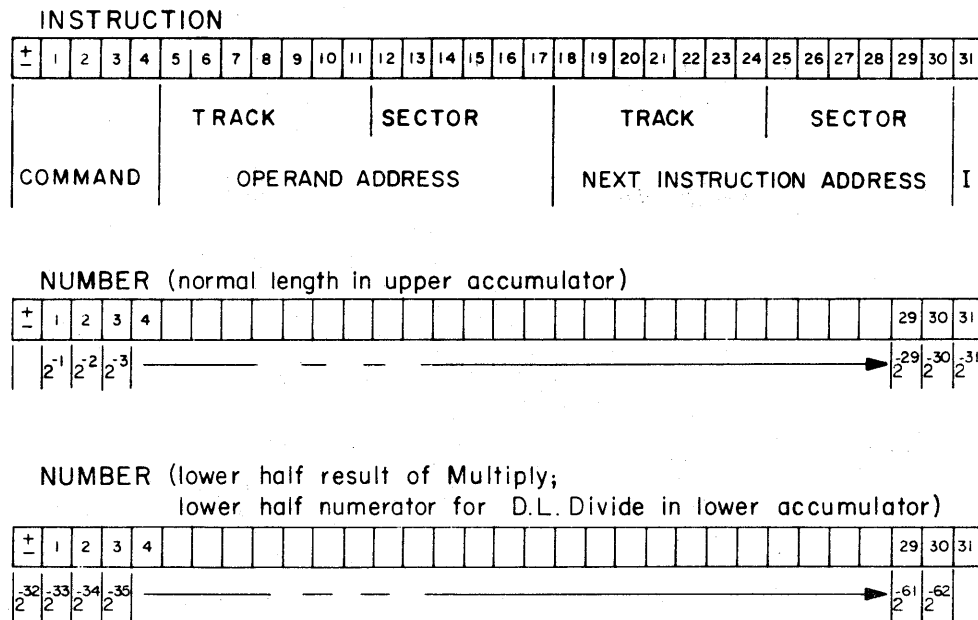 INSTRUCTION
± 1 2 3 4 5 6 7 8 9 10 11 12 13 14 15 16 17 18 19 20 21 22 23 24 25 26 27 28 29 30 31
TRACK SECTOR TRACK SECTOR
COMMAND OPERAND ADDRESS NEXT INSTRUCTION ADDRESS I
NUMBER (normal length in upper accumulator)
± 1 2 3 4 29 30 31
2^-1 2^-2 2^-3 2^-29 2^-30 2^-31
NUMBER (lower half result of Multiply;
lower half numerator for D.L. Divide in lower accumulator)
± 1 2 3 4 29 30 31
2^-32 2^-33 2^-34 2^-35 2^-61 2^-62